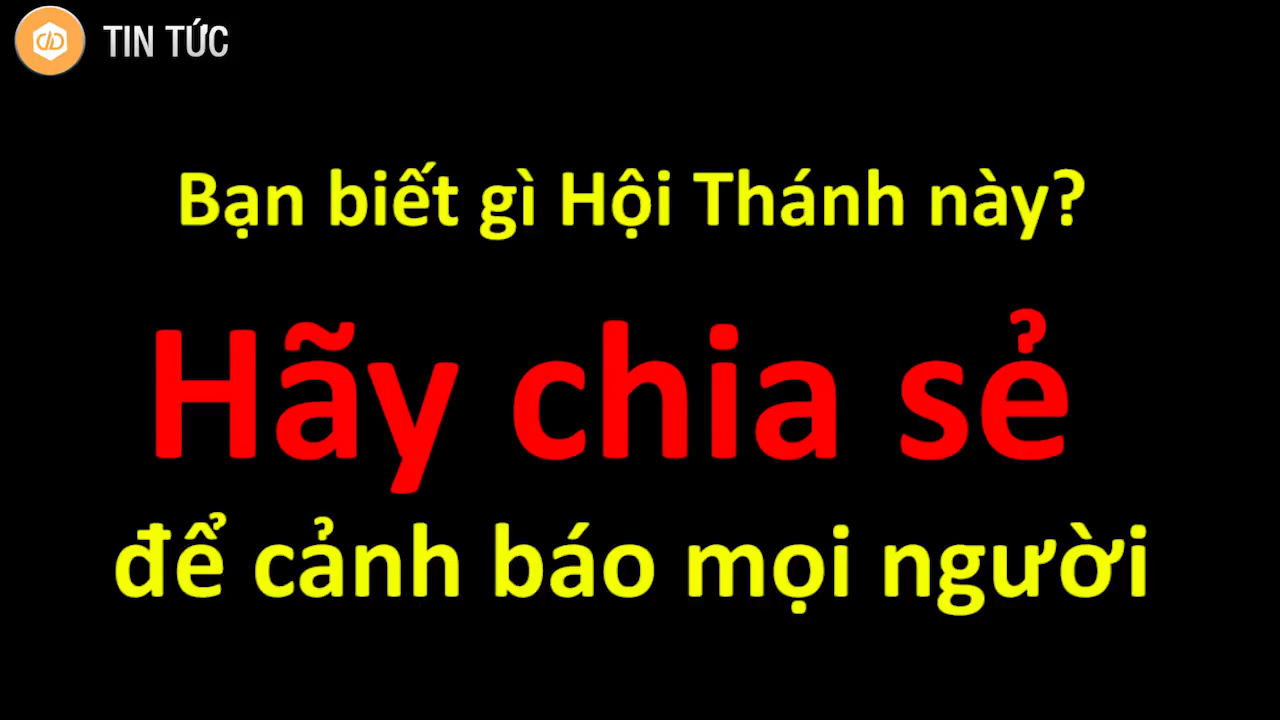 TIN TỨC
Bạn biết gì Hội Thánh này?
Hãy chia sẻ
để cảnh báo mọi người